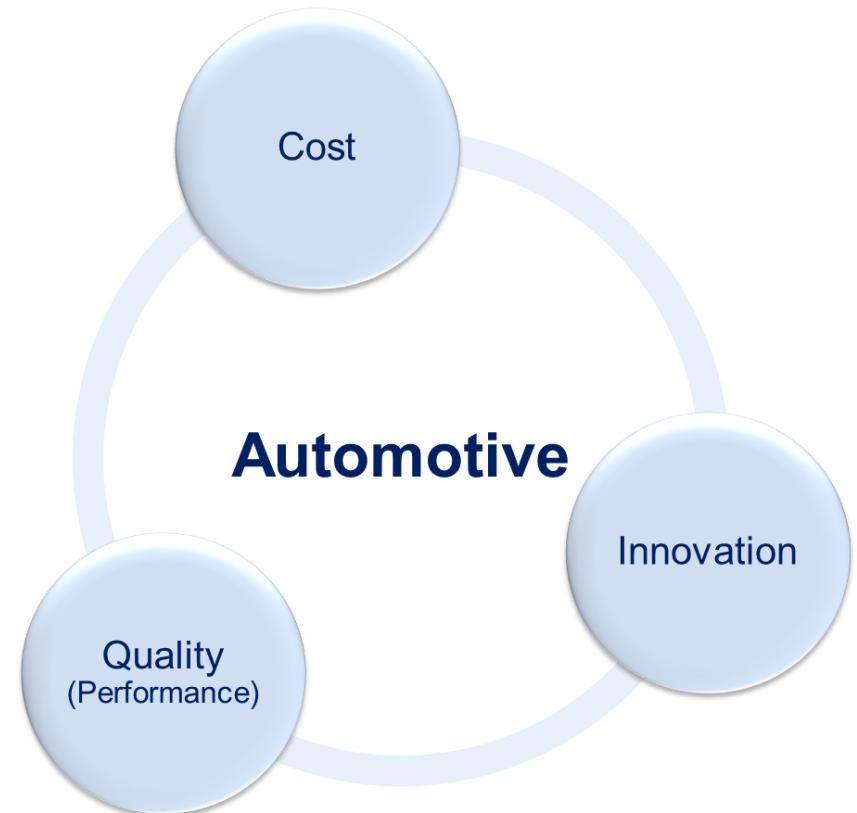 Cost
Automotive
Innovation
Quality
(Performance)